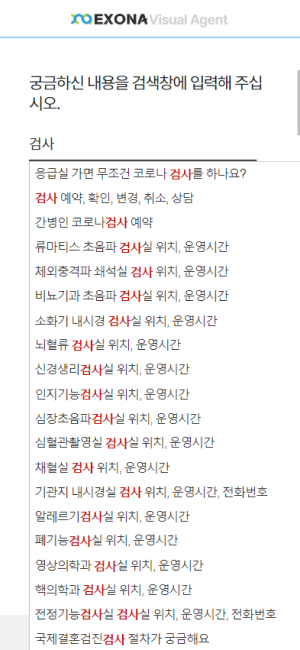 EXONA Visual Agent
궁금하신 내용을 검색창에 입력해 주십
시오.
검사
응급실 가면 무조건 코로나 검사를 하나요?
검사 예약, 확인, 변경, 취소, 상담
간병인 코로나검사 예약
류마티스 초음파 검사실 위치, 운영시간
체외충격파 쇄석실 검사 위치, 운영시간
비뇨기과 초음파 검사실 위치, 운영시간
소화기 내시경 검사실 위치, 운영시간
뇌혈류 검사실 위치, 운영시간
신경생리검사실 위치, 운영시간
인지기능검사실 위치, 운영시간
심장초음파검사실 위치, 운영시간
심혈관촬영실 검사실 위치, 운영시간
채혈실 검사 위치, 운영시간
기관지 내시경실 검사 위치, 운영시간, 전화번호
알레르기검사실 위치, 운영시간
폐기능검사실 위치, 운영시간
영상의학과 검사실 위치, 운영시간
핵의학과 검사실 위치, 운영시간
전정기능검사실 검사실 위치, 운영시간, 전화번호
국제결혼검진검사 절차가 궁금해요